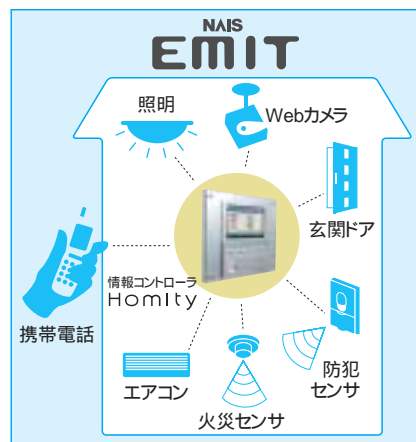 NAIS
EMIT
照明
Webカメラ
玄関ドア
情報コントローラ
Homity
携帯電話
防犯
センサ
エアコン
火災センサ